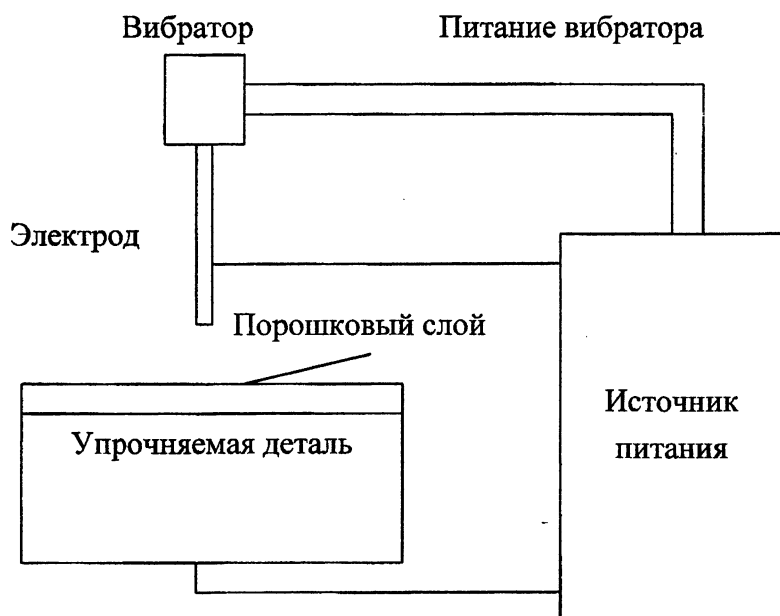 Вибратор
Питание вибратора
Электрод
Порошковый слой
Упрочняемая деталь
Источник
питания